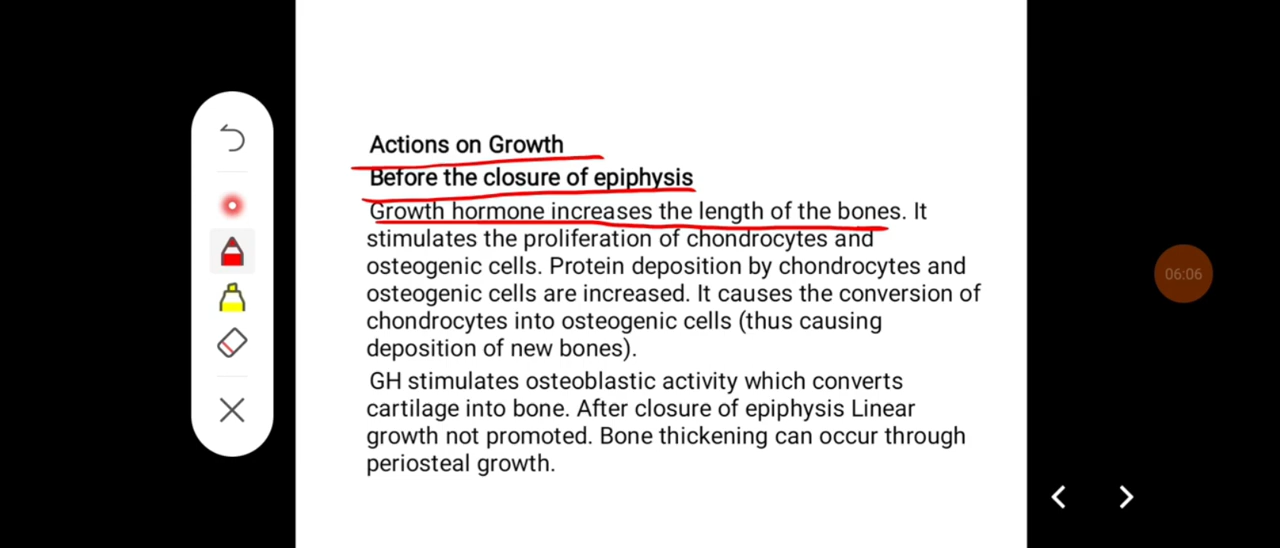 Actions on Growth
Before the closure of epiphysis
Growth hormone increases the length of the bones. It
stimulates the proliferation of chondrocytes and
osteogenic cells. Protein deposition by chondrocytes and
osteogenic cells are increased. It causes the conversion of
chondrocytes into osteogenic cells (thus causing
deposition of new bones).
GH stimulates osteoblastic activity which converts
cartilage into bone. After closure of epiphysis Linear
growth not promoted. Bone thickening can occur through
periosteal growth.
06:06